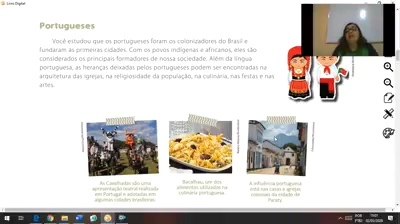 Livro Digital
Portugueses
Você estudou que os portugueses foram os colonizadores do Brasil e
fundaram as primeiras cidades. Com os povos indígenas e africanos, eles são
considerados os principais formadores de nossa sociedade. Além da língua
portuguesa, as heranças deixadas pelos portugueses podem ser encontradas na
arquitetura das igrejas, na religiosidade da população, na culinária, nas festas e nas
artes.
As Cavalhadas são uma
apresentação teatral realizada
em Portugal e adotadas em
algumas cidades brasileiras.
Bacalhau, um dos
alimentos utilizados na
culinária portuguesa.
A influência portuguesa
está nas casas e igrejas
coloniais da cidade de
Paraty.